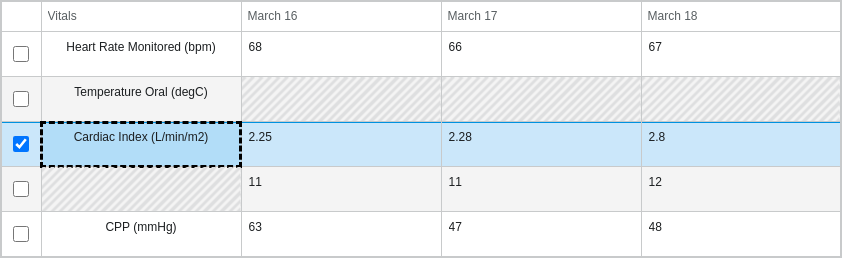 Vitals March 16 March 17 March 18
Heart Rate Monitored (bpm) 68 66 67
Temperature Oral (degC)
Cardiac Index (L/min/m2) 2.25 2.28 2.8
11 11 12
CPP (mmHg) 63 47 48